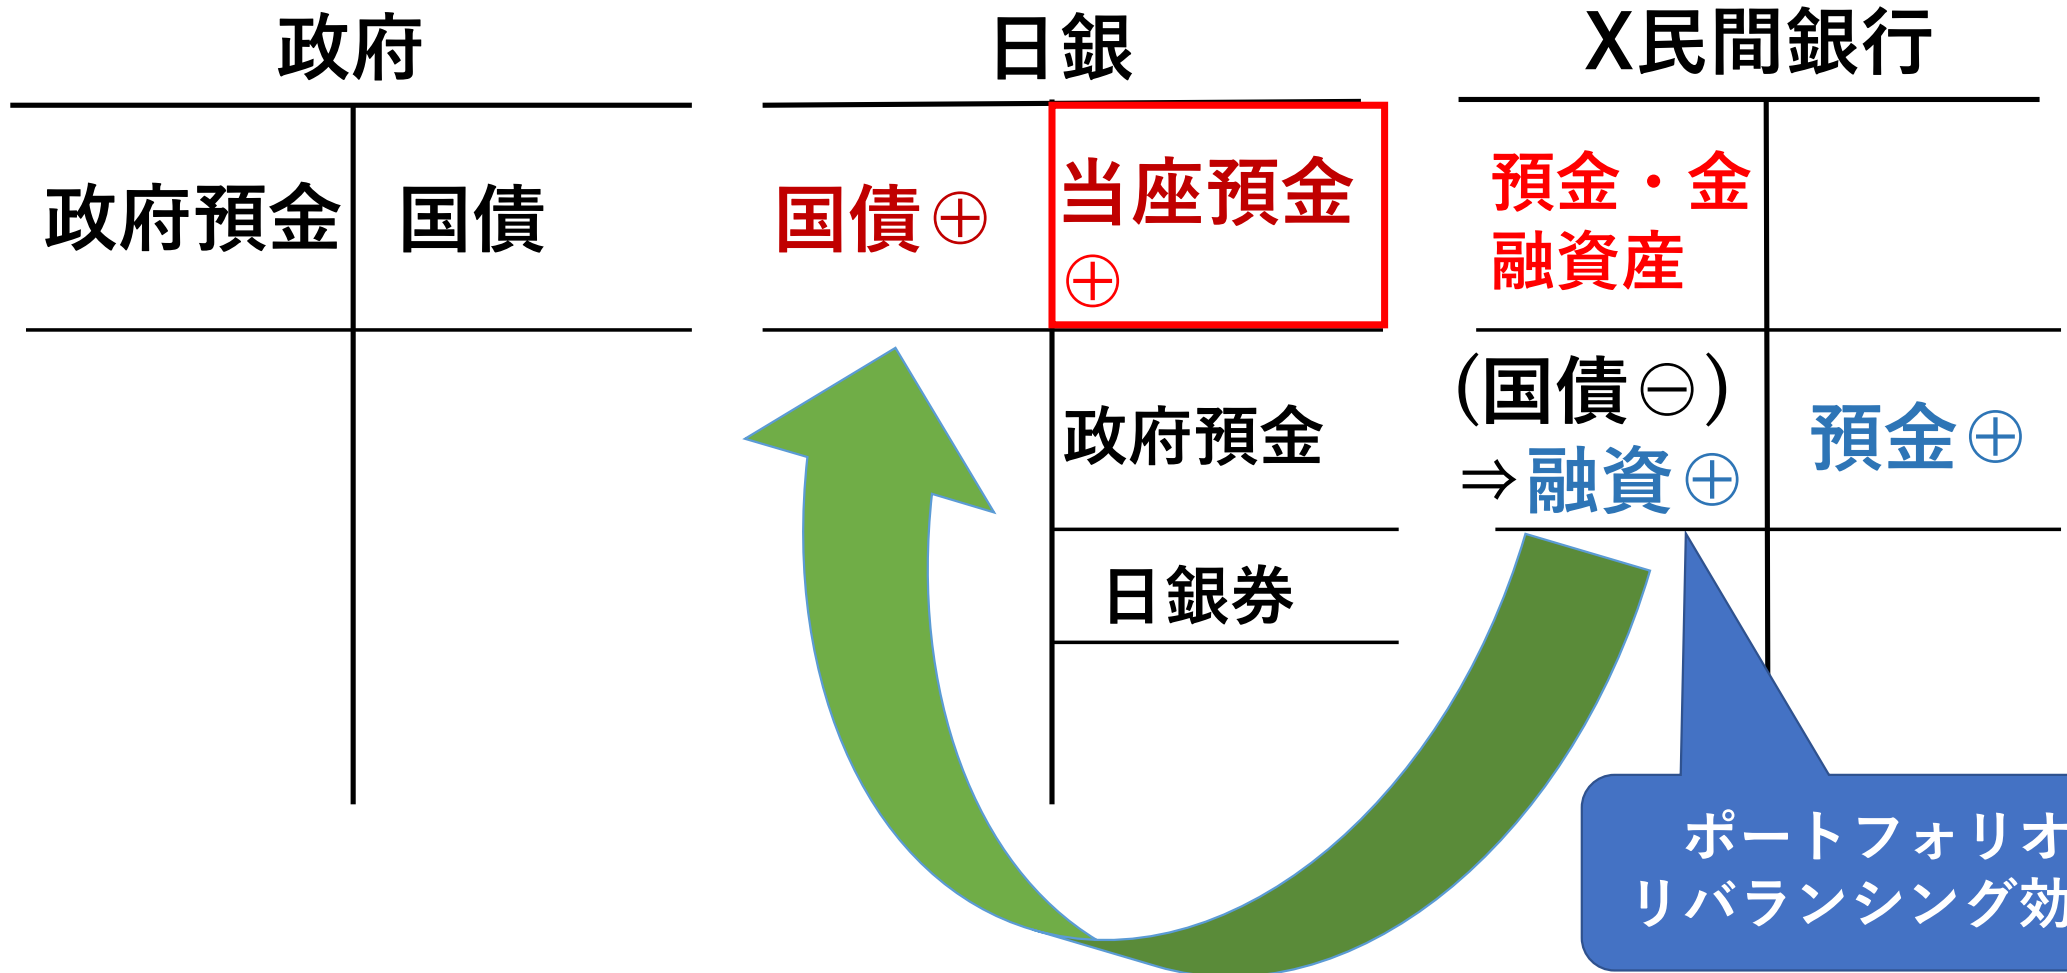 政府
政府預金
国債
日銀
国債⊕
当座預金
⊕
政府預金
日銀券
X民間銀行
預金・金
融資産
(国債⊖)
⇒融資⊕
預金⊕
ポートフォリオ
リバランシング効